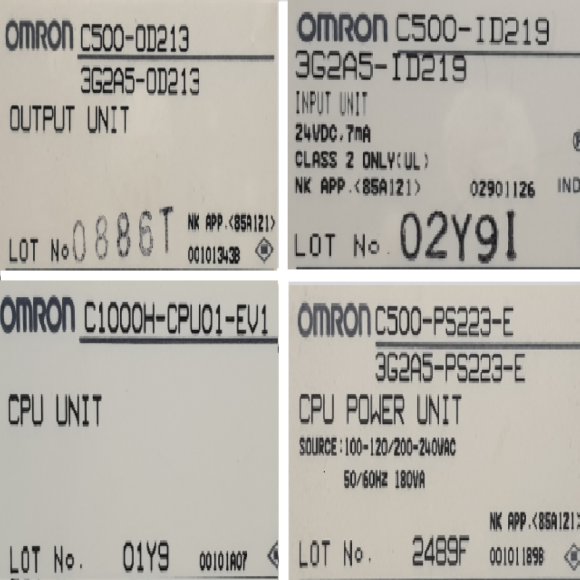 OMRON C500-OD213
3G2A5-OD213
OUTPUT UNIT
NK APP.<85A121>
LOT No 0886T 00101343B
OMRON C500-ID219
3G2A5-ID219
INPUT UNIT
24VDC,7mA
CLASS 2 ONLY(UL)
NK APP.<85A121> 02901126 IND
LOT No. 02Y9I
OMRON C1000H-CPU01-EV1
CPU UNIT
LOT No. 01Y9 00101A07
OMRON C500-PS223-E
3G2A5-PS223-E
CPU POWER UNIT
SOURCE:100-120/200-240VAC
50/60HZ 180VA
NK APP.<85A121>
LOT No. 2489F 00101189B